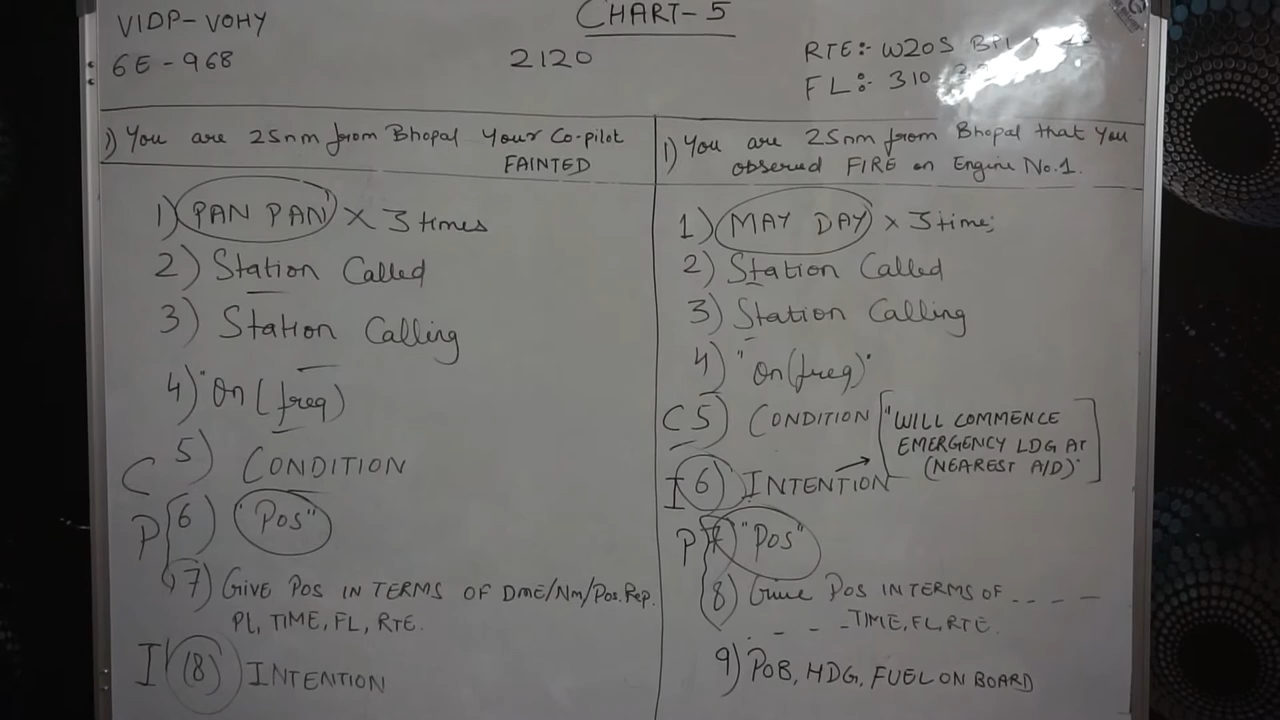 CHART-5
VIDP-VOHY
6E-968
2120
RTE:- W20S BPL
FL:- 310
1) You are 25nm from Bhopal Your Co-pilot
FAINTED
1) PAN PAN X 3 times
2) Station Called
3) Station Calling
4) "On (freq)
C 5) CONDITION
P 6) "Pos"
7) GIVE POS IN TERMS OF DME/Nm/Pos.Rep.
PL, TIME, FL, RTE.
I (8) INTENTION
1) You are 25nm from Bhopal that you
observed FIRE on Engine No.1.
1) MAY DAY x 3 times
2) Station Called
3) Station Calling
4) "On (freq)"
C 5) CONDITION
I 6) INTENTION → ["WILL COMMENCE
EMERGENCY LDG AT
(NEAREST A/D)"]
P 7) "Pos"
(8) Give Pos IN TERMS OF - - - -
- - - TIME, FL, RTE.
9) POB, HDG, FUEL ON BOARD